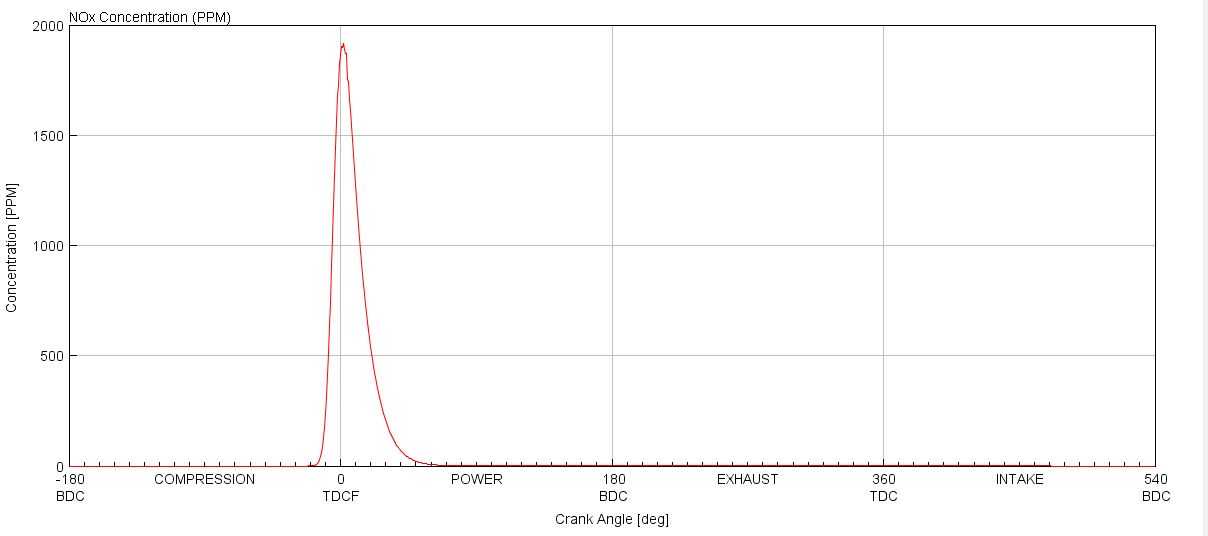 NOx Concentration (PPM)
2000
1500
1000
500
0
Concentration [PPM]
-180 COMPRESSION 0 POWER 180 EXHAUST 360 INTAKE 540
BDC TDCF BDC TDC BDC
Crank Angle [deg]